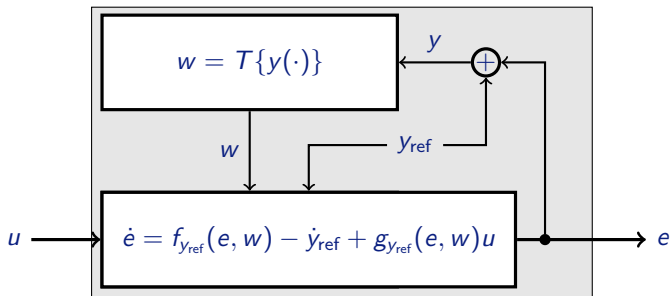 w = T{y(·)}
y
+
w
y_ref
u
ė = f_{y_ref}(e, w) − ẏ_ref + g_{y_ref}(e, w)u
e